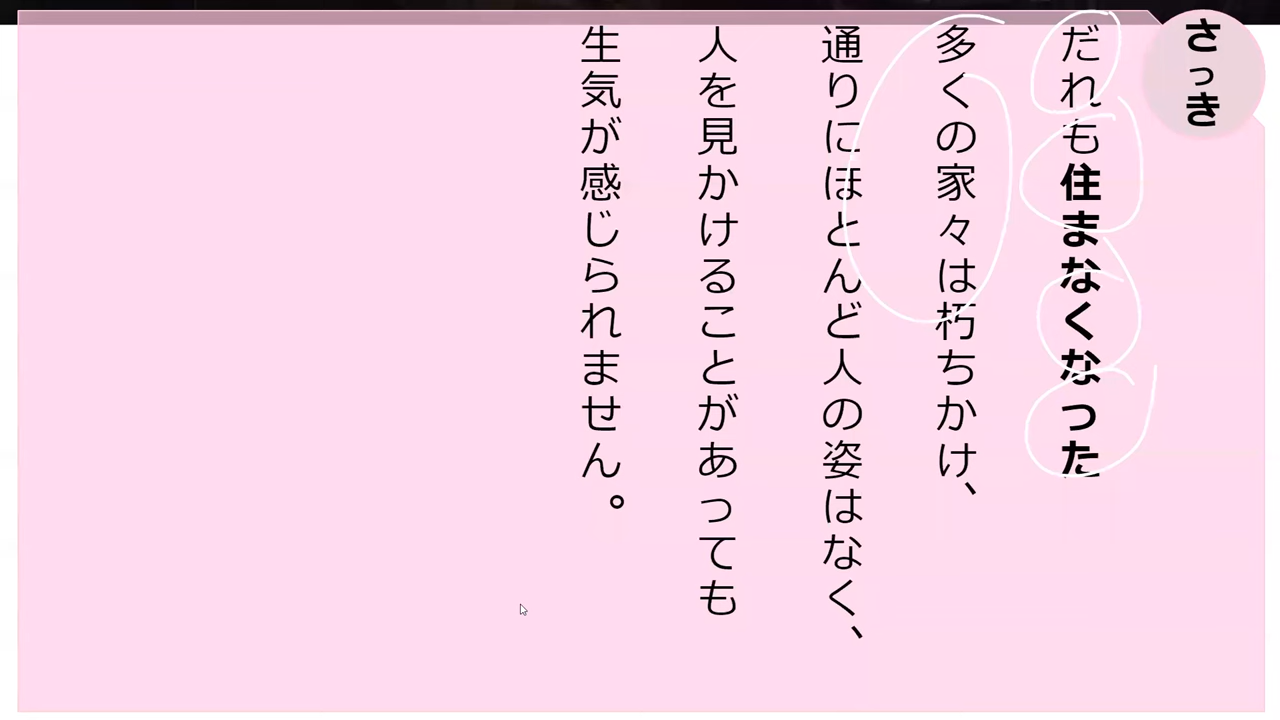 さっき
だれも住まなくなった
多くの家々は朽ちかけ、
通りにほとんど人の姿はなく、
人を見かけることがあっても
生気が感じられません。